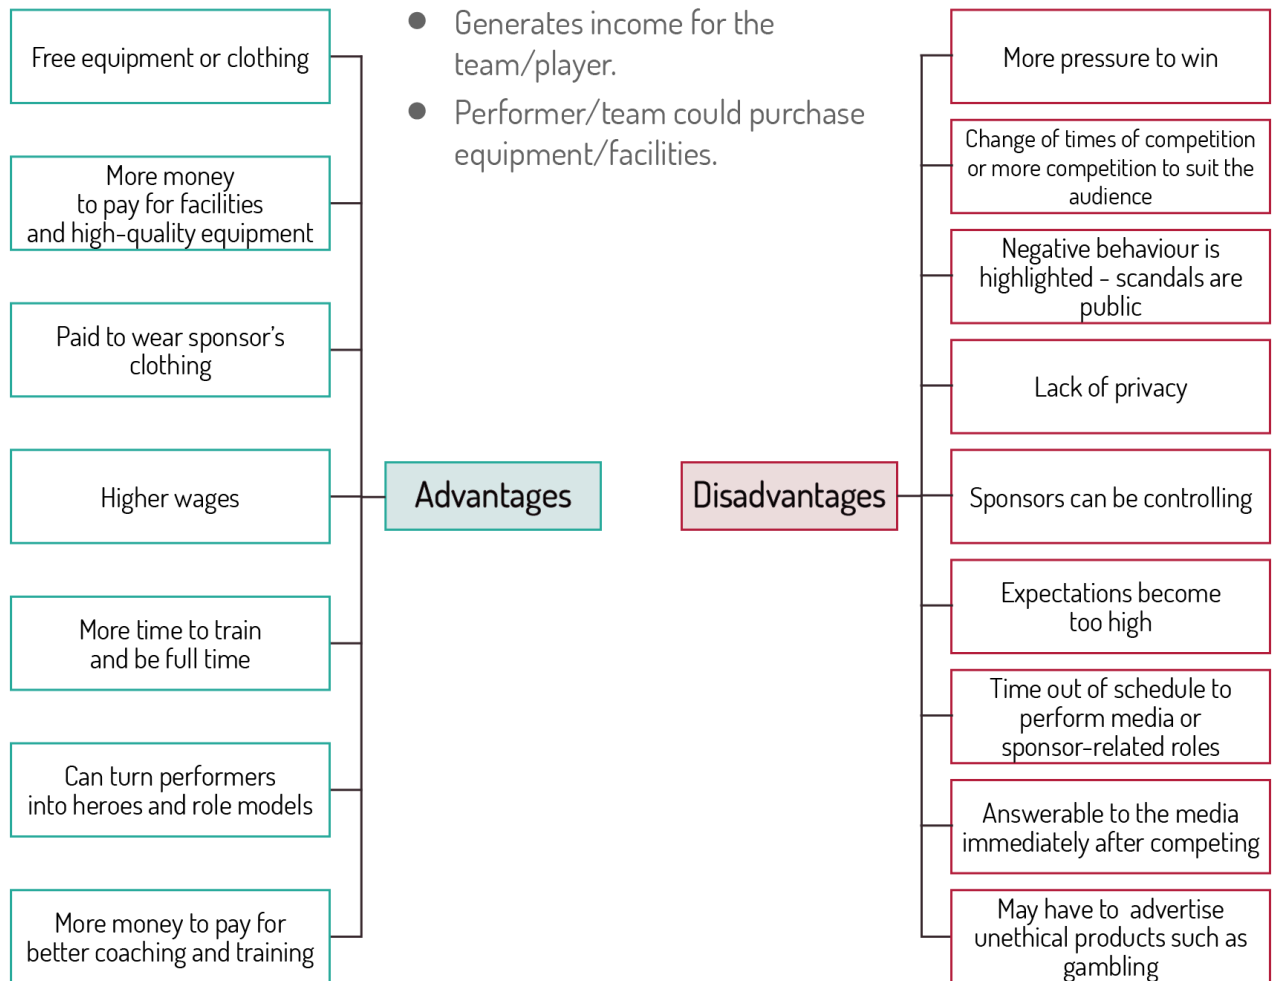 Free equipment or clothing
More money
to pay for facilities
and high-quality equipment
Paid to wear sponsor's
clothing
Higher wages
More time to train
and be full time
Can turn performers
into heroes and role models
More money to pay for
better coaching and training
● Generates income for the
team/player.
● Performer/team could purchase
equipment/facilities.
Advantages
Disadvantages
More pressure to win
Change of times of competition
or more competition to suit the
audience
Negative behaviour is
highlighted - scandals are
public
Lack of privacy
Sponsors can be controlling
Expectations become
too high
Time out of schedule to
perform media or
sponsor-related roles
Answerable to the media
immediately after competing
May have to advertise
unethical products such as
gambling